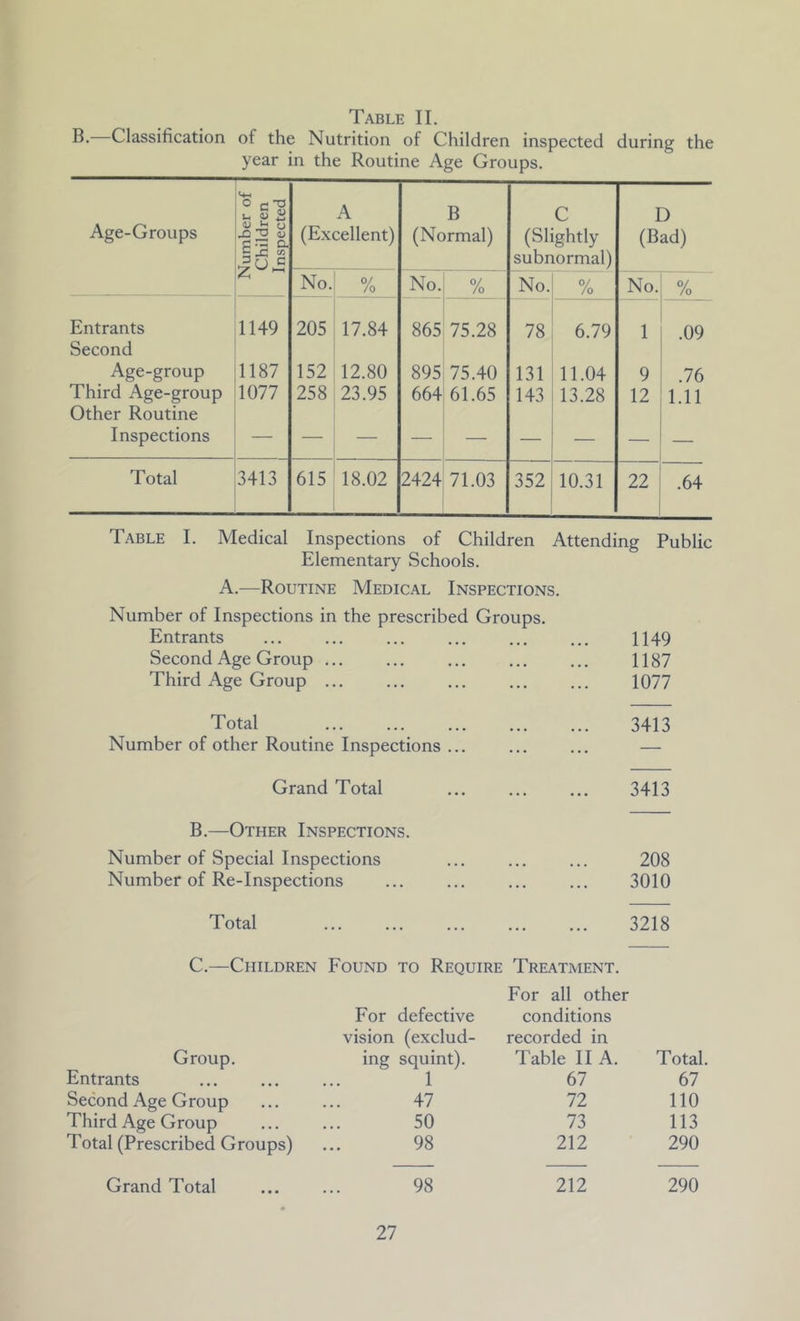 Table II.
B.—Classification of the Nutrition of Children inspected during the
year in the Routine Age Groups.
Age-Groups | Number of Children Inspected | A (Excellent) | B (Normal) | C (Slightly subnormal) | D (Bad)
No. % No. % No. % No. %
Entrants 1149 205 17.84 865 75.28 78 6.79 1 .09
Second
Age-group 1187 152 12.80 895 75.40 131 11.04 9 .76
Third Age-group 1077 258 23.95 664 61.65 143 13.28 12 1.11
Other Routine
Inspections — — — — — — — — —
Total 3413 615 18.02 2424 71.03 352 10.31 22 .64
Table I. Medical Inspections of Children Attending Public
Elementary Schools.
A.—Routine Medical Inspections.
Number of Inspections in the prescribed Groups.
Entrants ... ... ... ... ... ... 1149
Second Age Group ... ... ... ... ... 1187
Third Age Group ... ... ... ... ... 1077
Total ... ... ... ... ... 3413
Number of other Routine Inspections ... ... ... —
Grand Total ... ... ... 3413
B.—Other Inspections.
Number of Special Inspections ... ... ... 208
Number of Re-Inspections ... ... ... ... 3010
Total ... ... ... ... ... 3218
C.—Children Found to Require Treatment.
For all other
For defective conditions
vision (exclud- recorded in
Group. ing squint). Table II A. Total.
Entrants ... ... ... 1 67 67
Second Age Group ... ... 47 72 110
Third Age Group ... ... 50 73 113
Total (Prescribed Groups) ... 98 212 290
Grand Total ... ... 98 212 290
27